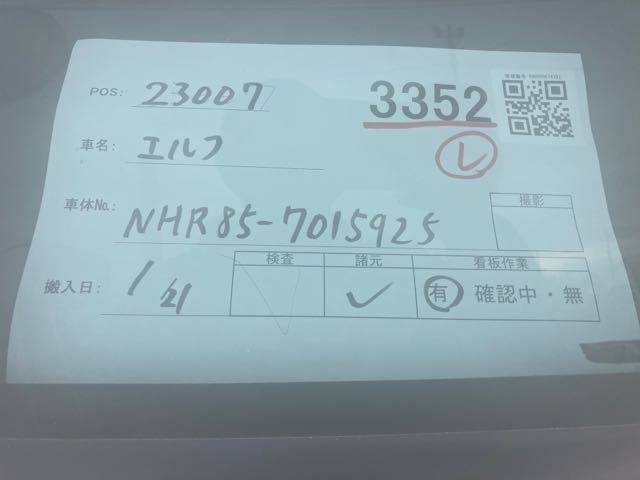 POS: 23007
3352
レ
車名: エルフ
車体No.: NHR85-7015925
撮影
搬入日: 1/21
検査 諸元 看板作業
✓ 有 確認中・無